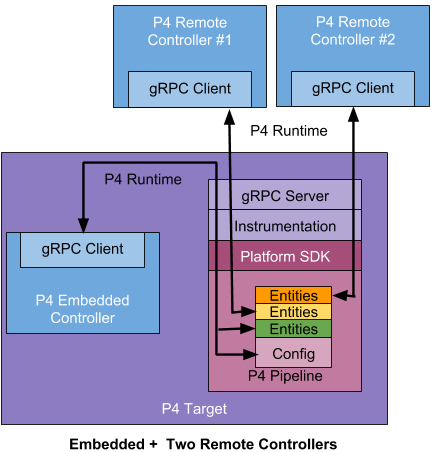 P4 Remote
Controller #1
gRPC Client
P4 Remote
Controller #2
gRPC Client
P4 Runtime
P4 Runtime
gRPC Client
P4 Embedded
Controller
gRPC Server
Instrumentation
Platform SDK
Entities
Entities
Entities
Config
P4 Pipeline
P4 Target
Embedded + Two Remote Controllers